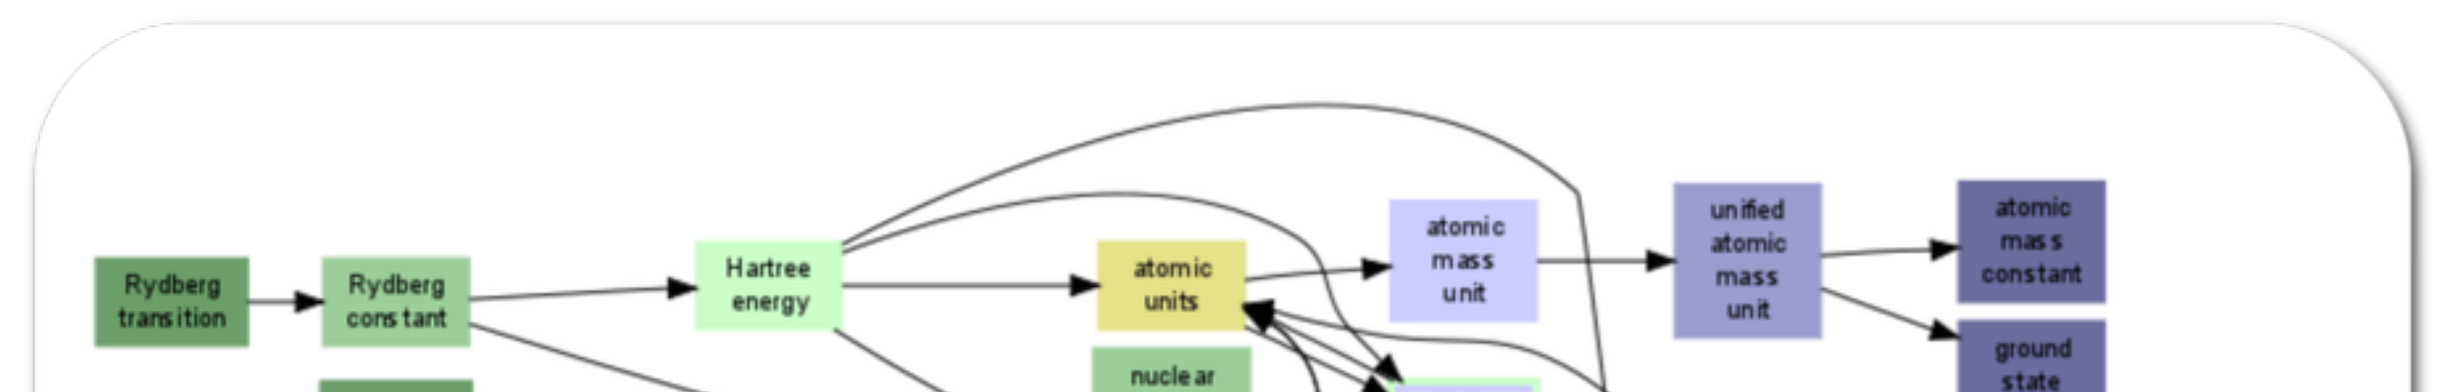 Rydberg
transition
Rydberg
constant
Hartree
energy
atomic
units
nuclear
atomic
mass
unit
unified
atomic
mass
unit
atomic
mass
constant
ground
state